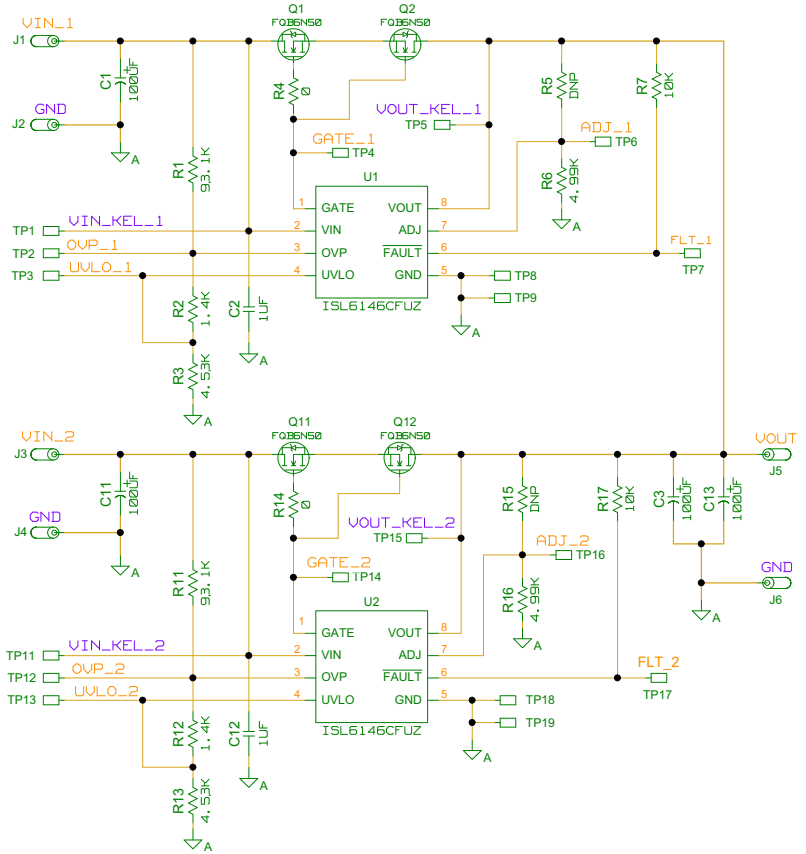 VIN_1
J1
C1
100UF
GND
J2
A
R1
93.1K
Q1
FQB6N50
Q2
FQB6N50
R4
0
VOUT_KEL_1
TP5
GATE_1
TP4
R5
DNP
R7
10K
ADJ_1
TP6
R6
4.99K
A
U1
1 GATE VOUT 8
2 VIN ADJ 7
3 OVP FAULT 6
4 UVLO GND 5
ISL6146CFUZ
TP1
VIN_KEL_1
TP2
OVP_1
TP3
UVLO_1
FLT_1
TP7
TP8
TP9
A
R2
1.4K
C2
1UF
A
R3
4.53K
A
VIN_2
J3
C11
100UF
GND
J4
A
R11
93.1K
Q11
FQB6N50
Q12
FQB6N50
R14
0
VOUT_KEL_2
TP15
GATE_2
TP14
R15
DNP
R17
10K
C3
100UF
C13
100UF
VOUT
J5
GND
J6
A
ADJ_2
TP16
R16
4.99K
A
U2
1 GATE VOUT 8
2 VIN ADJ 7
3 OVP FAULT 6
4 UVLO GND 5
ISL6146CFUZ
TP11
VIN_KEL_2
TP12
OVP_2
TP13
UVLO_2
FLT_2
TP17
TP18
TP19
A
R12
1.4K
C12
1UF
A
R13
4.53K
A